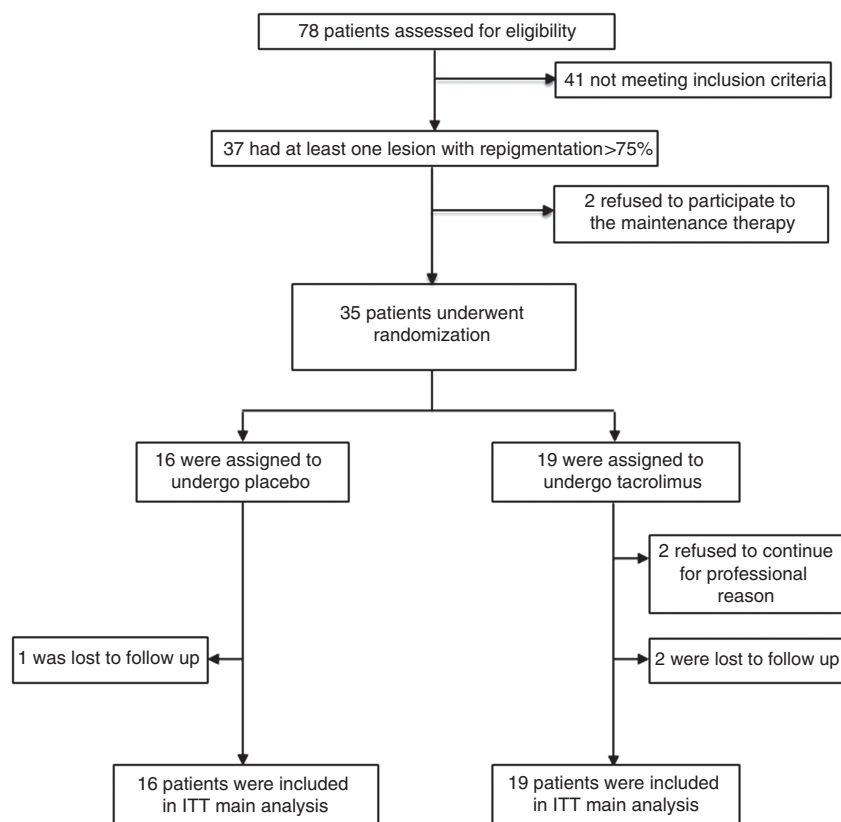 78 patients assessed for eligibility
41 not meeting inclusion criteria
37 had at least one lesion with repigmentation>75%
2 refused to participate to
the maintenance therapy
35 patients underwent
randomization
16 were assigned to
undergo placebo
19 were assigned to
undergo tacrolimus
2 refused to continue
for professional
reason
1 was lost to follow up
2 were lost to follow up
16 patients were included
in ITT main analysis
19 patients were included
in ITT main analysis